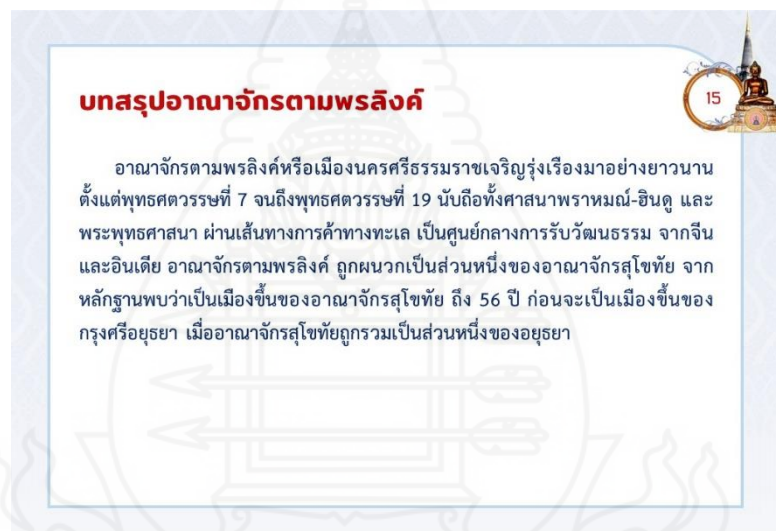 บทสรุปอาณาจักรตามพรลิงค์
15
อาณาจักรตามพรลิงค์หรือเมืองนครศรีธรรมราชเจริญรุ่งเรืองมาอย่างยาวนาน
ตั้งแต่พุทธศตวรรษที่ 7 จนถึงพุทธศตวรรษที่ 19 นับถือทั้งศาสนาพราหมณ์-ฮินดู และ
พระพุทธศาสนา ผ่านเส้นทางการค้าทางทะเล เป็นศูนย์กลางการรับวัฒนธรรม จากจีน
และอินเดีย อาณาจักรตามพรลิงค์ ถูกผนวกเป็นส่วนหนึ่งของอาณาจักรสุโขทัย จาก
หลักฐานพบว่าเป็นเมืองขึ้นของอาณาจักรสุโขทัย ถึง 56 ปี ก่อนจะเป็นเมืองขึ้นของ
กรุงศรีอยุธยา เมื่ออาณาจักรสุโขทัยถูกรวมเป็นส่วนหนึ่งของอยุธยา